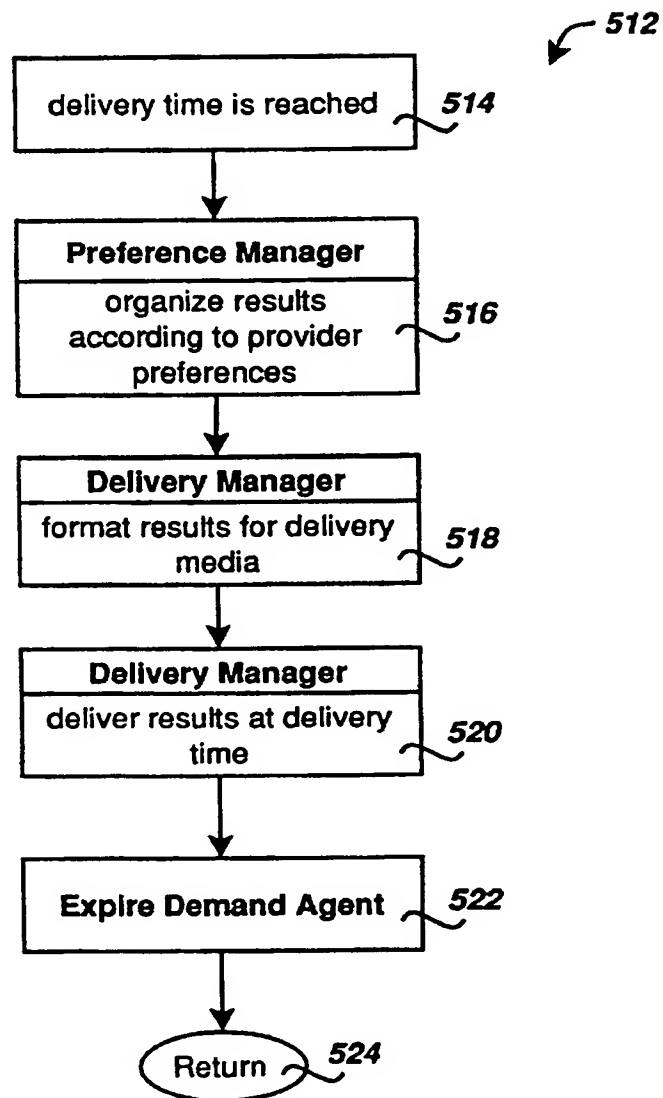 512
delivery time is reached
514
Preference Manager
organize results
according to provider
preferences
516
Delivery Manager
format results for delivery
media
518
Delivery Manager
deliver results at delivery
time
520
Expire Demand Agent
522
Return
524